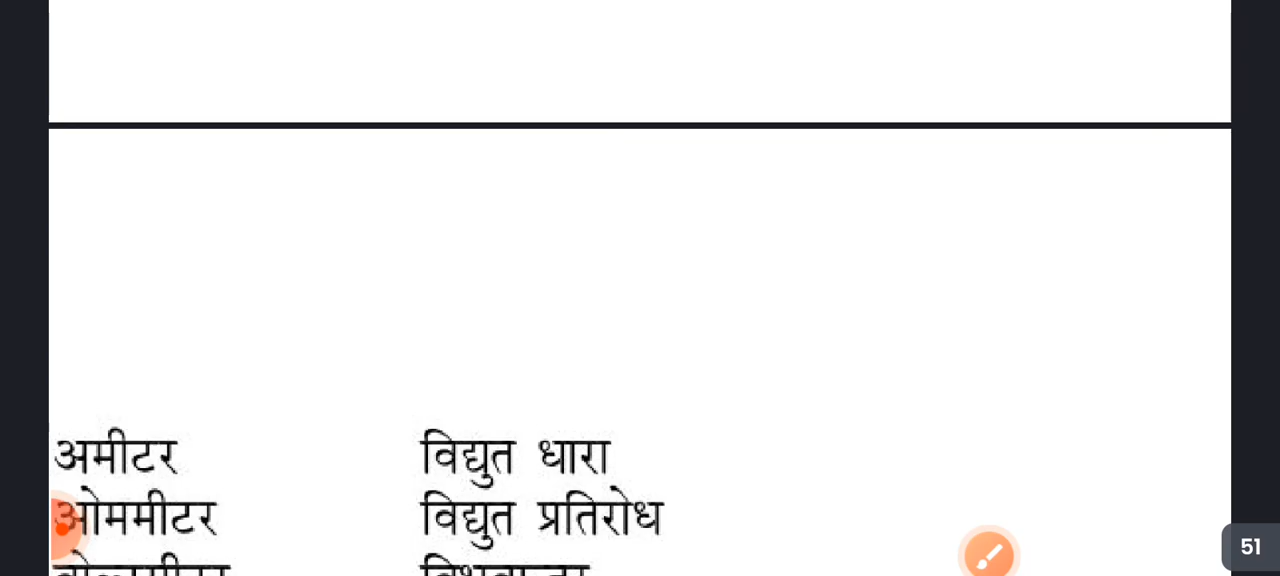 अमीटर विद्युत धारा
ओममीटर विद्युत प्रतिरोध
51